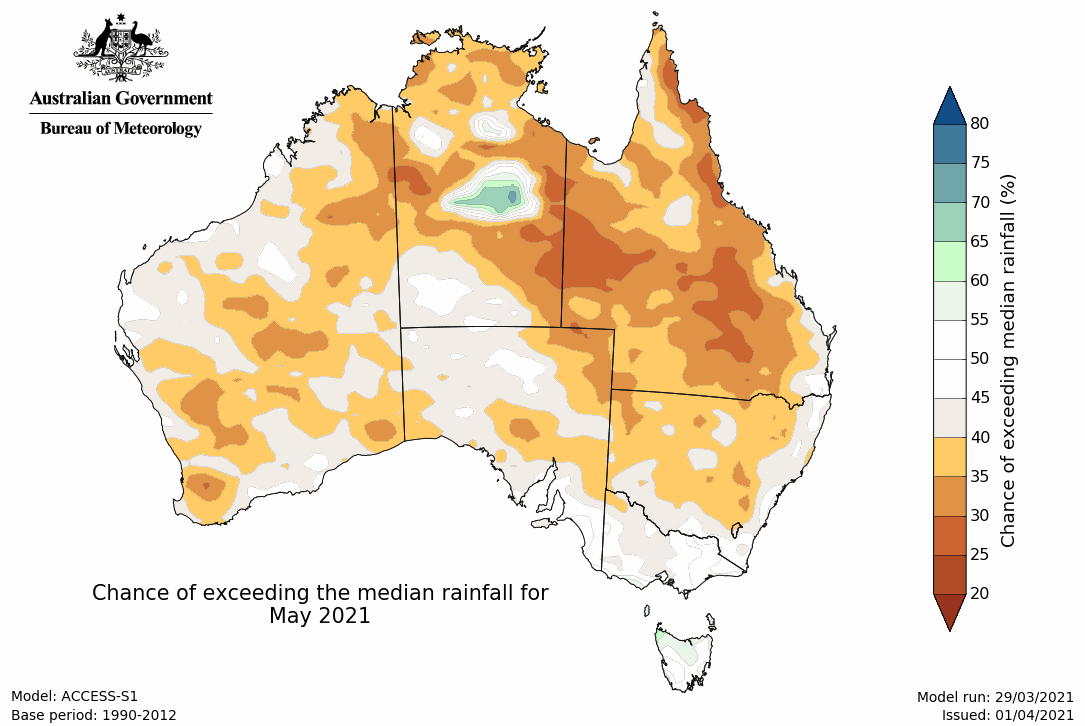 Australian Government
Bureau of Meteorology
80
75
70
65
60
55
50
45
40
35
30
25
20
Chance of exceeding median rainfall (%)
Chance of exceeding the median rainfall for
May 2021
Model: ACCESS-S1
Base period: 1990-2012
Model run: 29/03/2021
Issued: 01/04/2021